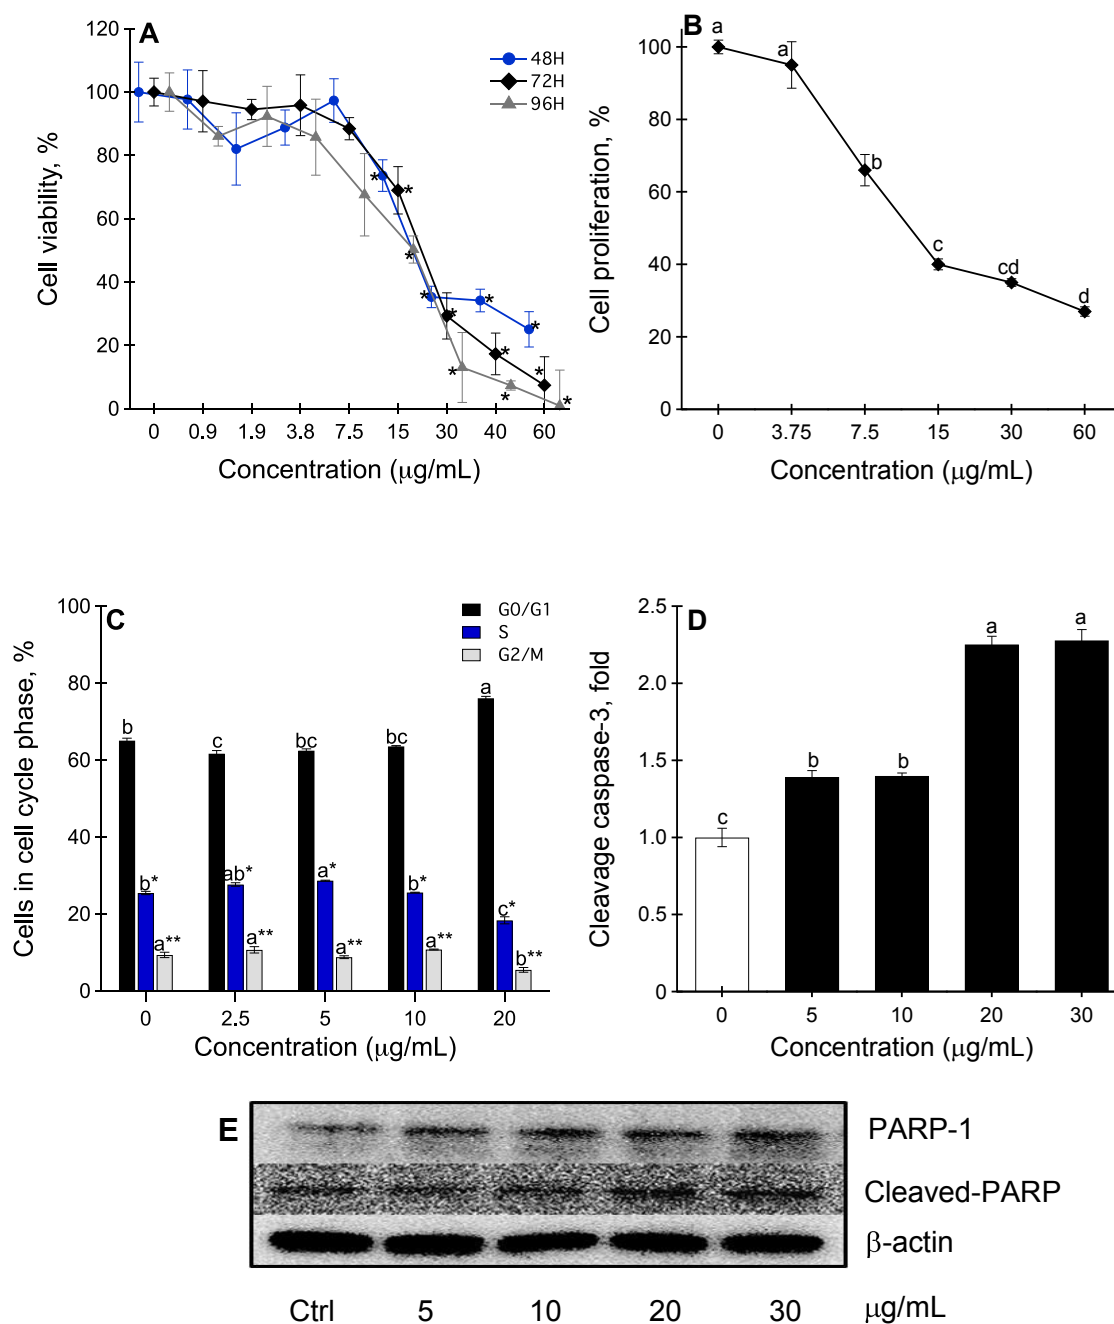 A
Cell viability, %
120
100
80
60
40
20
0
48H
72H
96H
* * * * * * * * * * * *
0 0.9 1.9 3.8 7.5 15 30 40 60
Concentration (μg/mL)
B
Cell proliferation, %
100
80
60
40
20
0
a a b c cd d
0 3.75 7.5 15 30 60
Concentration (μg/mL)
C
Cells in cell cycle phase, %
100
80
60
40
20
0
G0/G1
S
G2/M
b c bc bc a
b* ab* a* b* c*
a** a** a** a** b**
0 2.5 5 10 20
Concentration (μg/mL)
D
Cleavage caspase-3, fold
2.5
2.0
1.5
1.0
0.5
0
c b b a a
0 5 10 20 30
Concentration (μg/mL)
E
PARP-1
Cleaved-PARP
β-actin
Ctrl 5 10 20 30 μg/mL